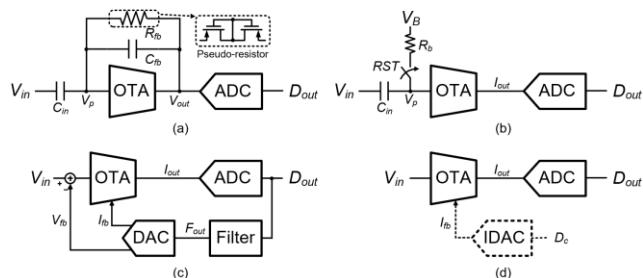 R_fb
Pseudo-resistor
C_fb
V_in
C_in
V_p
OTA
V_out
ADC
D_out
(a)
V_B
R_b
RST
V_in
C_in
V_p
OTA
I_out
ADC
D_out
(b)
V_in
+
-
OTA
I_out
ADC
D_out
V_fb
I_fb
DAC
F_out
Filter
(c)
V_in
OTA
I_out
ADC
D_out
I_fb
IDAC
D_c
(d)